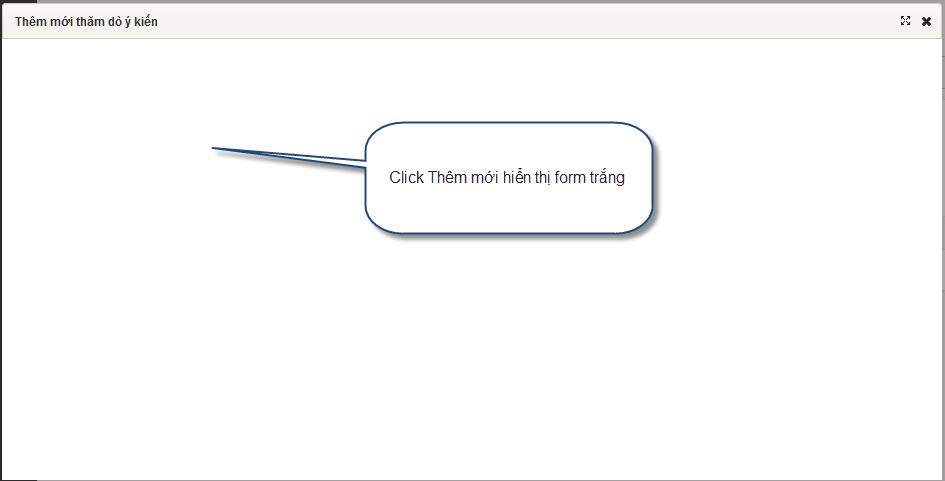 Thêm mới thăm dò ý kiến
Click Thêm mới hiển thị form trắng